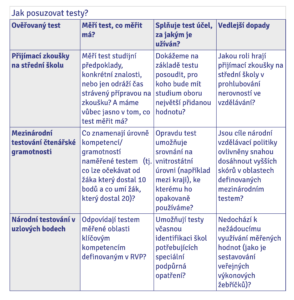 Jak posuzovat testy?
Ověřovaný test
Měří test, co měřit
má?
Splňuje test účel,
za jakým je
užíván?
Vedlejší dopady
Přijímací zkoušky
na střední školu
Měří test studijní
předpoklady,
konkrétní znalosti,
nebo jen odráží čas
strávený přípravou na
zkoušku? A máme
vůbec jasno v tom, co
test měřit má?
Dokážeme na
základě testu
posoudit, pro
koho bude mít
studium oboru
největší přidanou
hodnotu?
Jakou roli hrají
přijímací zkoušky na
střední školy v
prohlubování
nerovností ve
vzdělávání?
Mezinárodní
testování čtenářské
gramotnosti
Co znamenají úrovně
kompetencí/
gramotností
naměřené testem (tj.
co lze očekávat od
žáka který dostal 10
bodů a co umí žák,
který dostal 20)?
Opravdu test
umožňuje
srovnání na
vnitrostátní
úrovni (například
mezi kraji), ke
kterému ho
opakovaně
používáme?
Jsou cíle národní
vzdělávací politiky
ovlivněny snahou
dosáhnout vyšších
skórů v oblastech
definovaných
mezinárodním
testem?
Národní testování v
uzlových bodech
Odpovídají testem
měřené oblasti
klíčovým
kompetencím
definovaným v RVP?
Umožňují testy
včasnou
identifikaci škol
potřebujících
speciální
podpůrná
opatření?
Nedochází k
nežádoucímu
využívání měřených
hodnot (jako je
sestavování
veřejných
výkonových
žebříčků)?